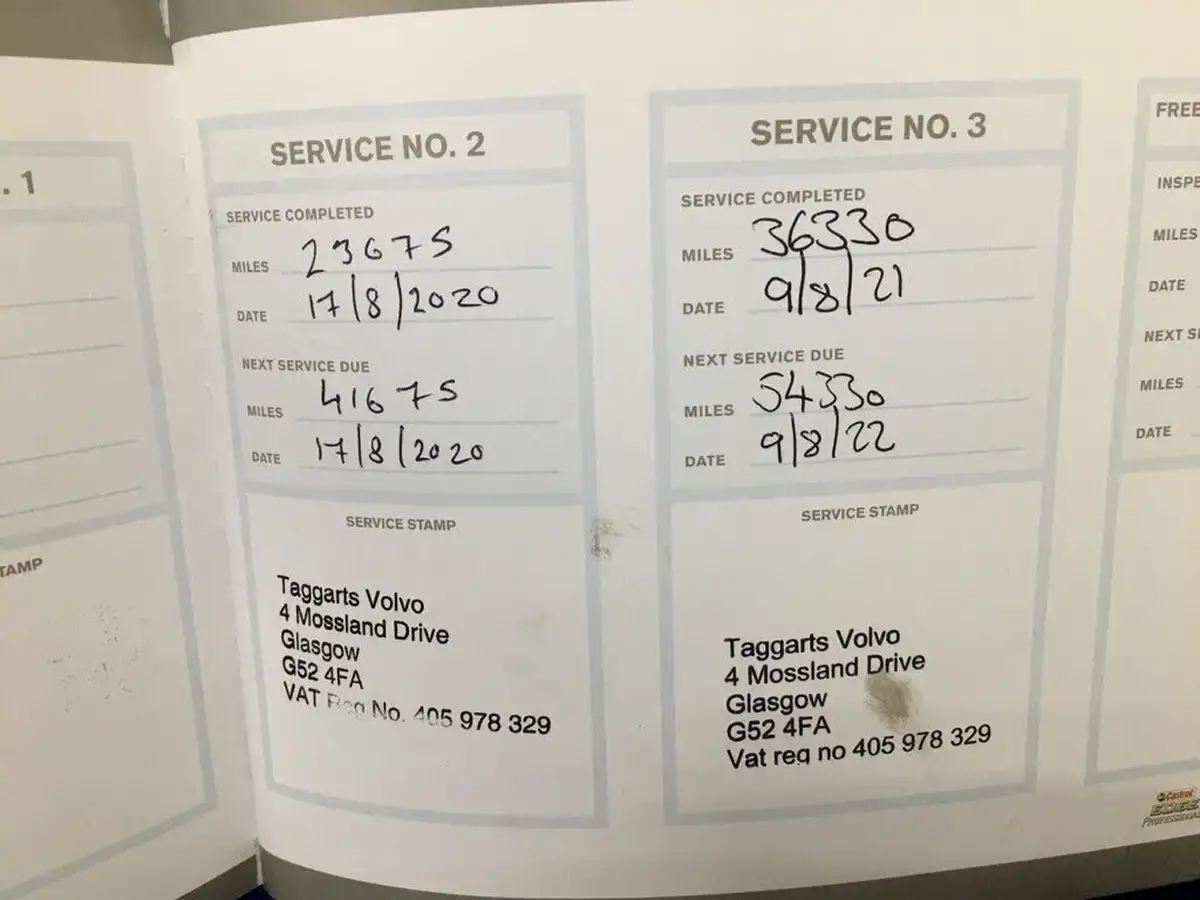 . 1
TAMP
SERVICE NO. 2
SERVICE COMPLETED
MILES 23675
DATE 17/8/2020
NEXT SERVICE DUE
MILES 41675
DATE 17/8/2020
SERVICE STAMP
Taggarts Volvo
4 Mossland Drive
Glasgow
G52 4FA
VAT Reg No. 405 978 329
SERVICE NO. 3
SERVICE COMPLETED
MILES 36330
DATE 9/8/21
NEXT SERVICE DUE
MILES 54330
DATE 9/8/22
SERVICE STAMP
Taggarts Volvo
4 Mossland Drive
Glasgow
G52 4FA
Vat reg no 405 978 329
FREE
INSPE
MILES
DATE
NEXT SE
MILES
DATE
Castrol
EDGE
PROFESSIONAL